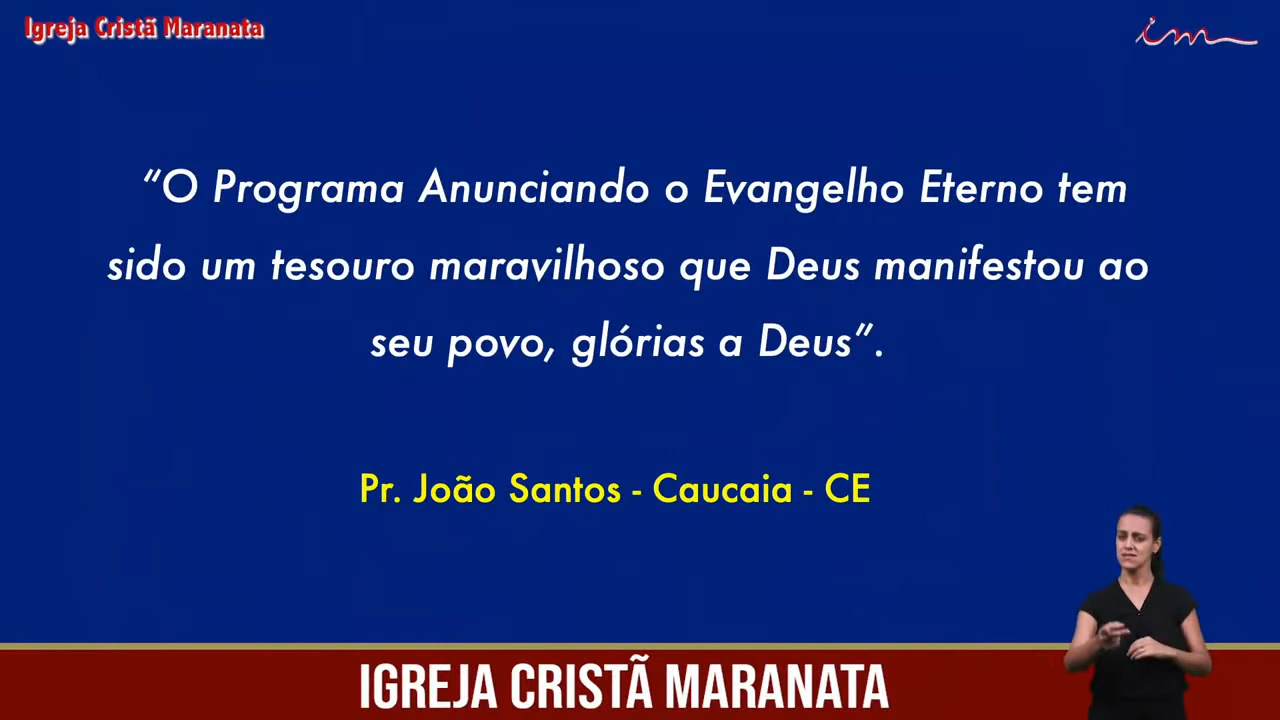 Igreja Cristã Maranata
im
“O Programa Anunciando o Evangelho Eterno tem
sido um tesouro maravilhoso que Deus manifestou ao
seu povo, glórias a Deus”.
Pr. João Santos - Caucaia - CE
IGREJA CRISTÃ MARANATA